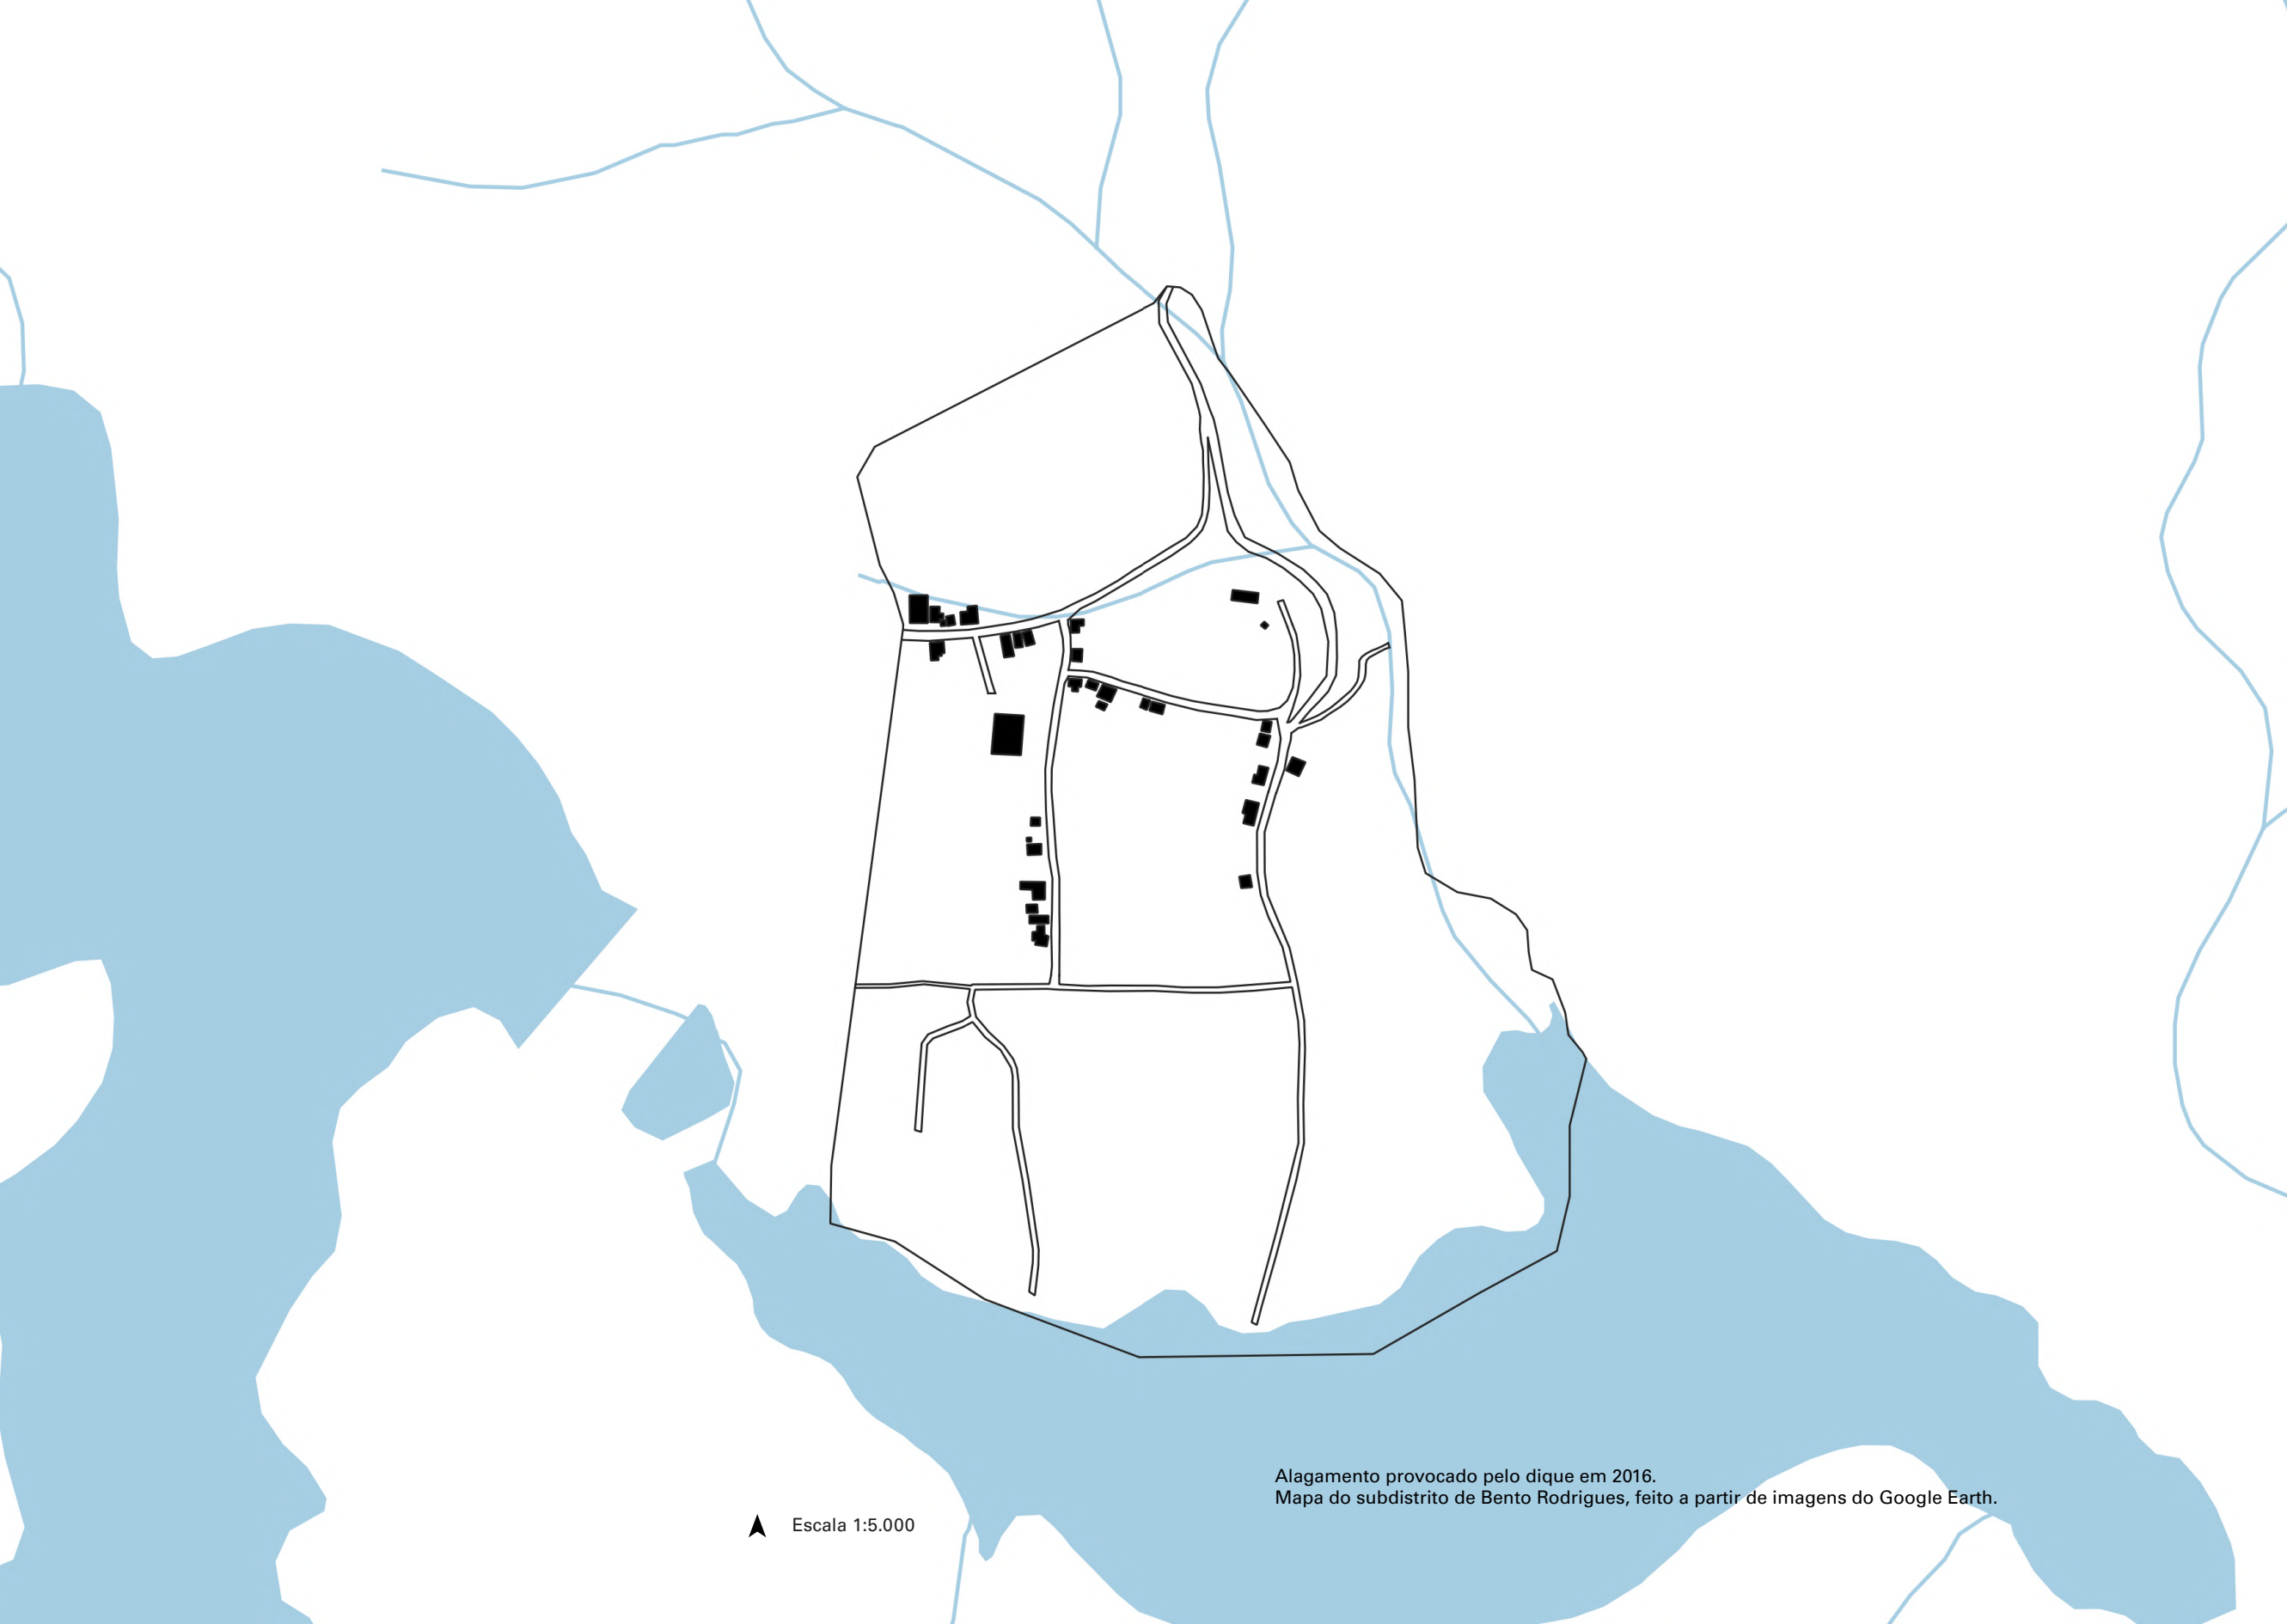 Alagamento provocado pelo dique em 2016.
Mapa do subdistrito de Bento Rodrigues, feito a partir de imagens do Google Earth.
Escala 1:5.000